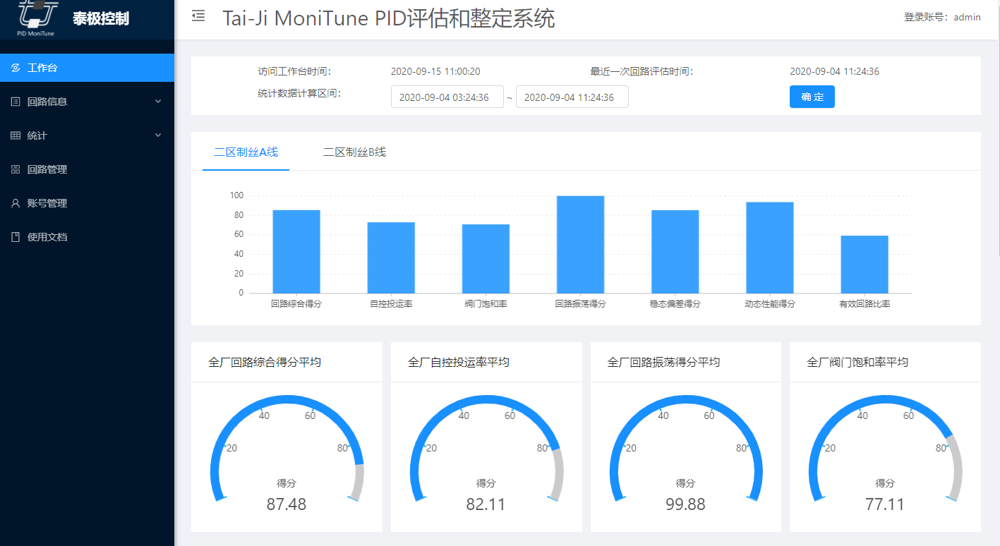 PID MoniTune
泰极控制
工作台
回路信息
统计
回路管理
账号管理
使用文档
Tai-Ji MoniTune PID评估和整定系统
登录账号：admin
访问工作台时间：
2020-09-15 11:00:20
最近一次回路评估时间：
2020-09-04 11:24:36
统计数据计算区间：
2020-09-04 03:24:36 ~ 2020-09-04 11:24:36
确 定
二区制丝A线
二区制丝B线
100
80
60
40
20
0
回路综合得分
自控投运率
阀门饱和率
回路振荡得分
稳态偏差得分
动态性能得分
有效回路比率
全厂回路综合得分平均
20
40
60
80
得分
87.48
全厂自控投运率平均
20
40
60
80
得分
82.11
全厂回路振荡得分平均
20
40
60
80
得分
99.88
全厂阀门饱和率平均
20
40
60
80
得分
77.11